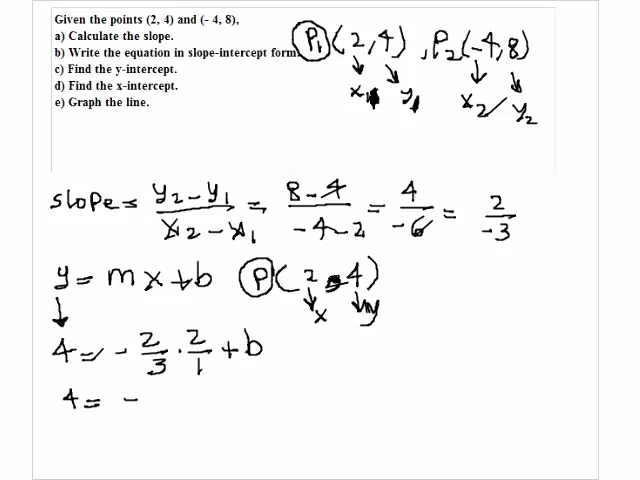 Given the points (2, 4) and (- 4, 8),
a) Calculate the slope.
b) Write the equation in slope-intercept form.
c) Find the y-intercept.
d) Find the x-intercept.
e) Graph the line.
P1 (2,4), P2 (-4,8)
x1 y1 x2 / y2
slope = y2 - y1 / x2 - x1 = 8 - 4 / -4 - 2 = 4 / -6 = 2 / -3
y = mx + b P (2, 4)
x y
4 = - 2/3 · 2/1 + b
4 = -